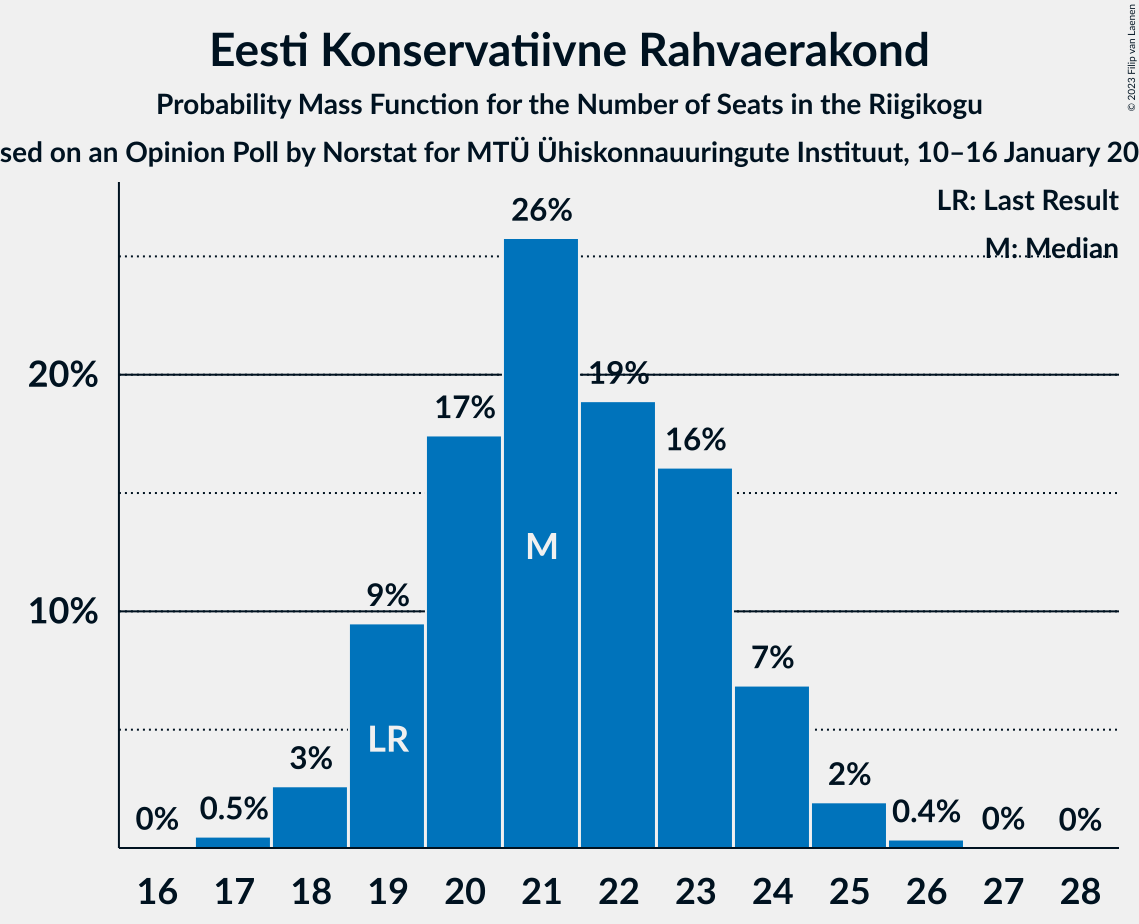 Eesti Konservatiivne Rahvaerakond
Probability Mass Function for the Number of Seats in the Riigikogu
sed on an Opinion Poll by Norstat for MTÜ Ühiskonnauuringute Instituut, 10–16 January 20
© 2023 Filip van Laenen
LR: Last Result
M: Median
26%
20%
19%
17%
16%
M
10%
9%
7%
LR
3%
2%
0%
0.5%
0.4%
0%
0%
16 17 18 19 20 21 22 23 24 25 26 27 28